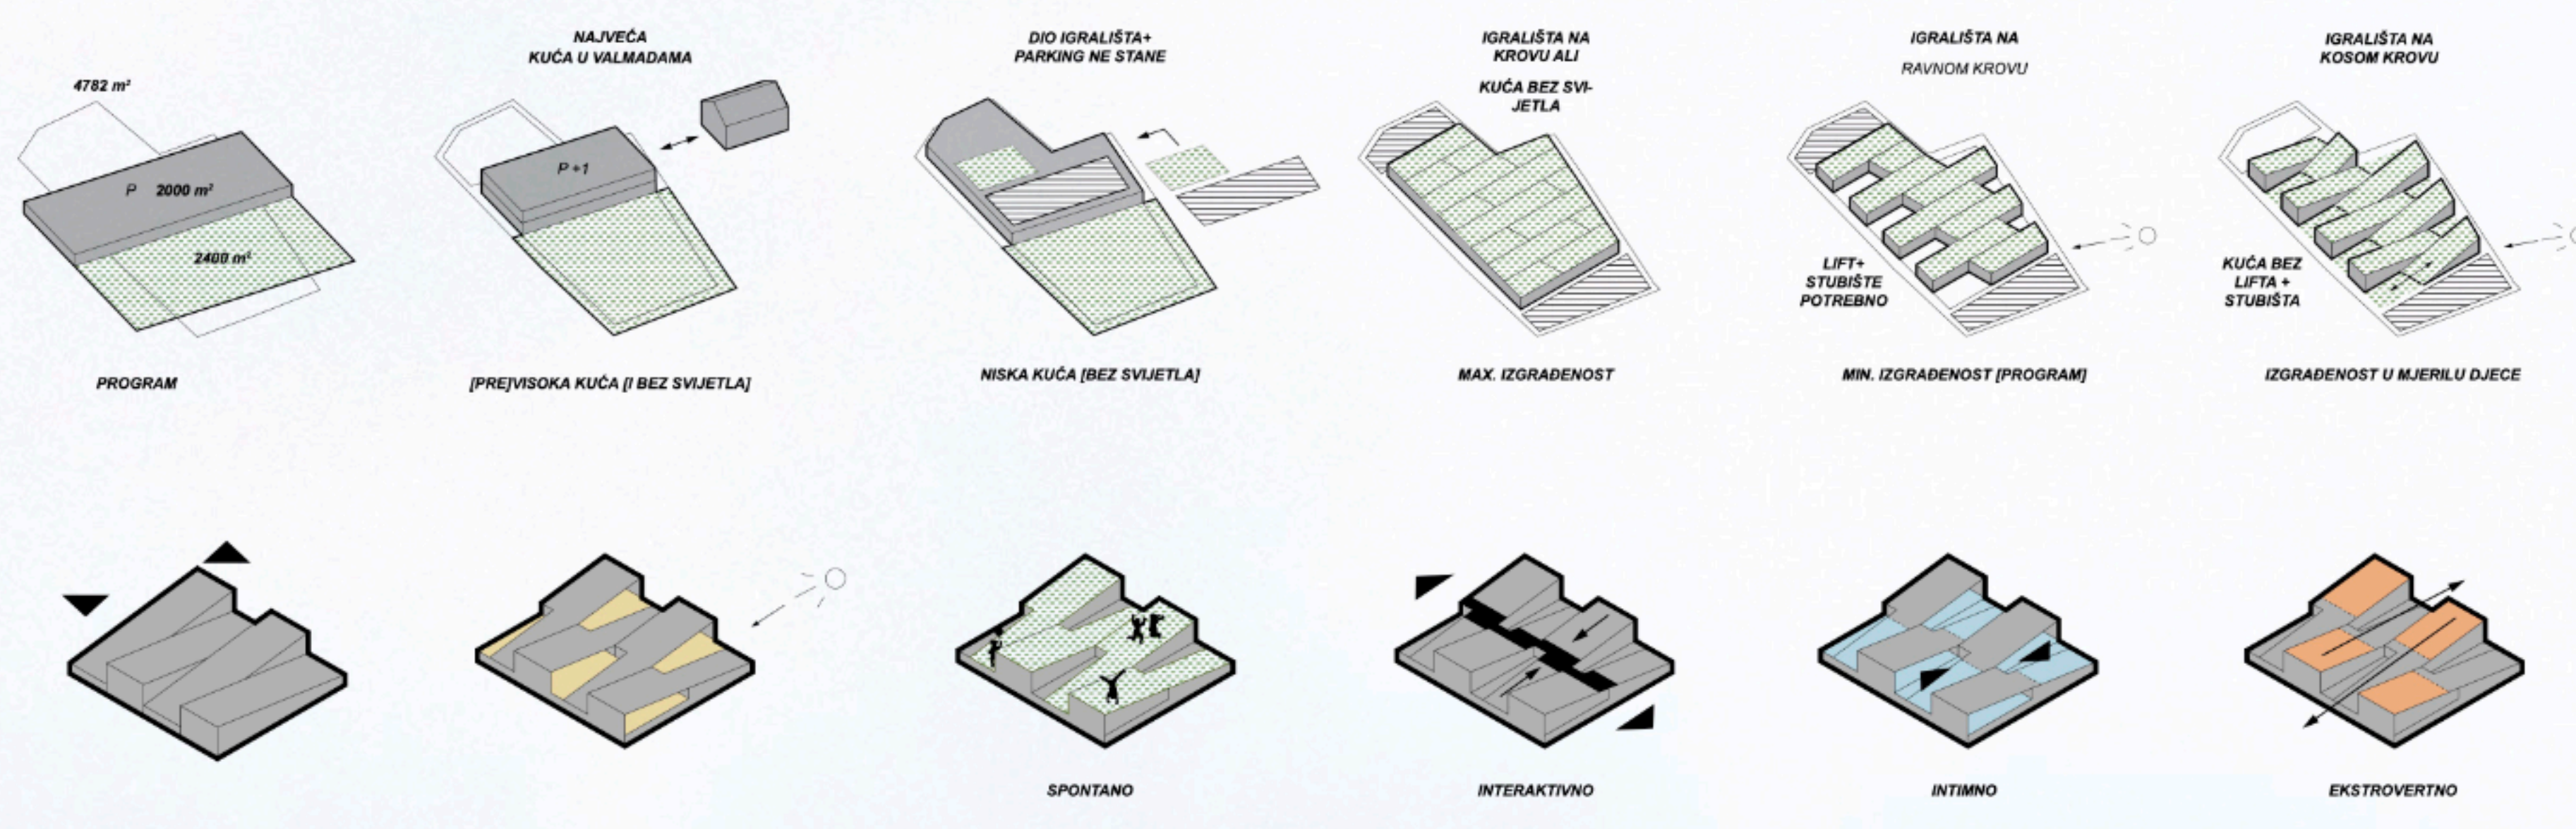 4782 m²
P 2000 m²
2400 m²
PROGRAM
NAJVEĆA
KUĆA U VALMADAMA
P+1
[PRE]VISOKA KUĆA [I BEZ SVIJETLA]
DIO IGRALIŠTA+
PARKING NE STANE
NISKA KUĆA [BEZ SVIJETLA]
IGRALIŠTA NA
KROVU ALI
KUĆA BEZ SVI-
JETLA
MAX. IZGRAĐENOST
IGRALIŠTA NA
RAVNOM KROVU
LIFT+
STUBIŠTE
POTREBNO
MIN. IZGRAĐENOST [PROGRAM]
IGRALIŠTA NA
KOSOM KROVU
KUĆA BEZ
LIFTA +
STUBIŠTA
IZGRAĐENOST U MJERILU DJECE
SPONTANO
INTERAKTIVNO
INTIMNO
EKSTROVERTNO